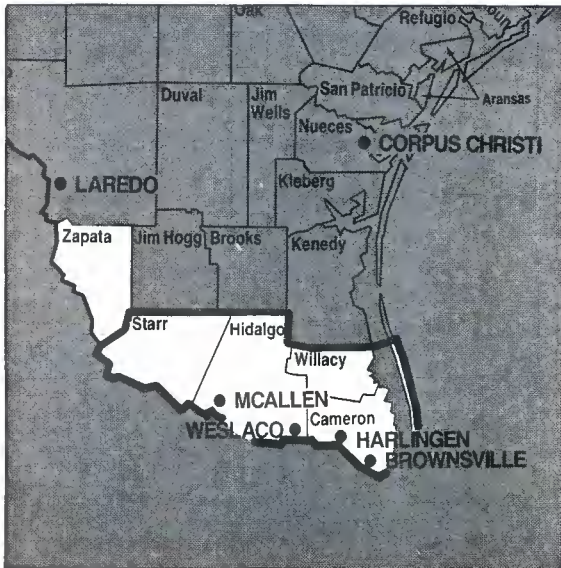 Oak
Refugio
Duval
Jim
Wells
San Patricio
Aransas
Nueces
CORPUS CHRISTI
LAREDO
Kleberg
Zapata
Jim Hogg
Brooks
Kenedy
Starr
Hidalgo
Willacy
MCALLEN
WESLACO
Cameron
HARLINGEN
BROWNSVILLE